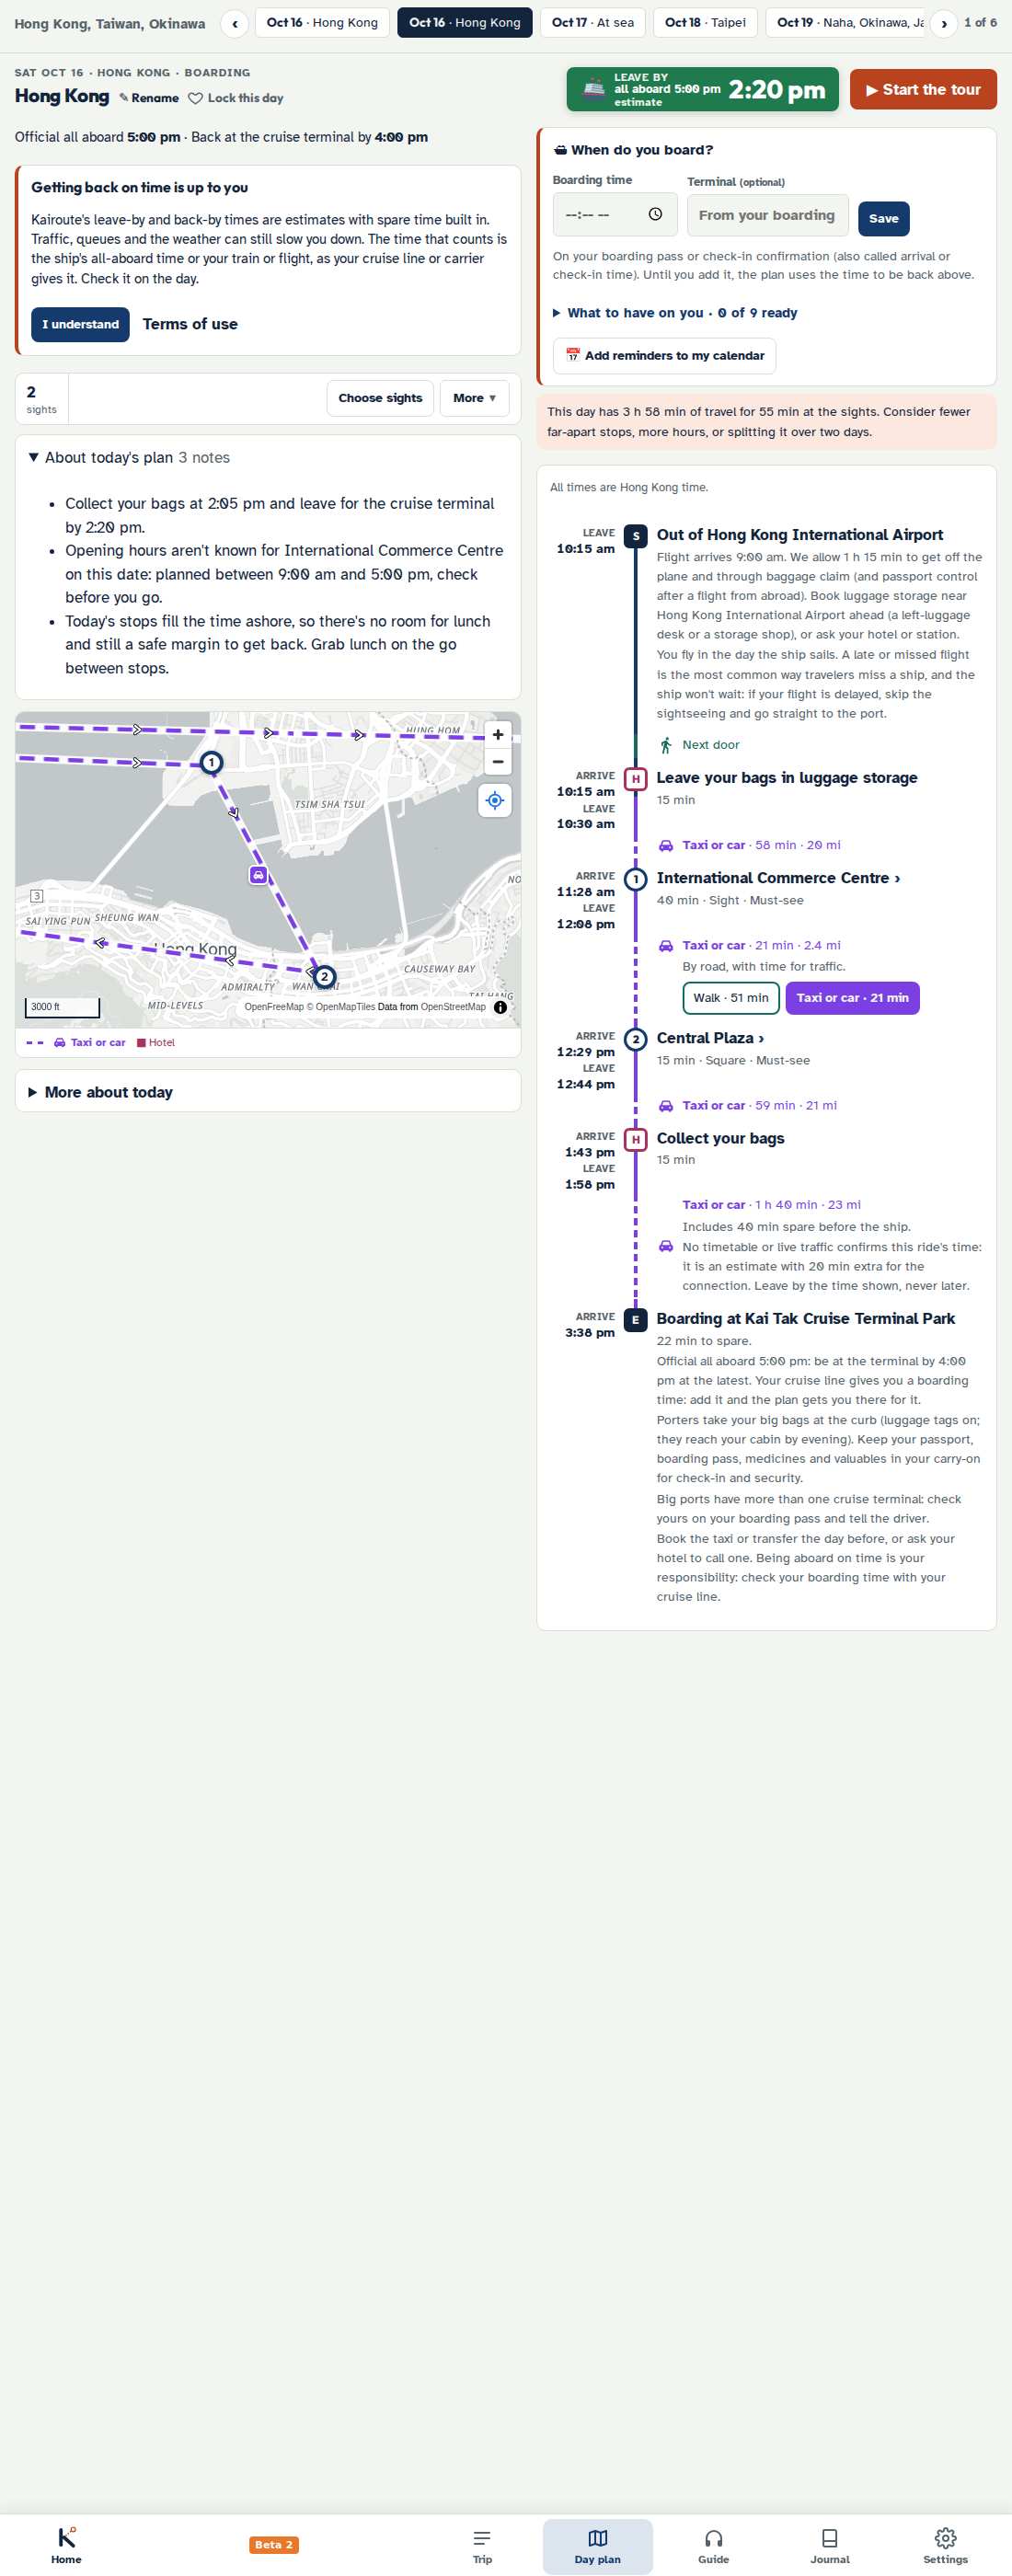 Hong Kong, Taiwan, Okinawa
‹
Oct 16 · Hong Kong
Oct 16 · Hong Kong
Oct 17 · At sea
Oct 18 · Taipei
Oct 19 · Naha, Okinawa, Ja
›
1 of 6
SAT OCT 16 · HONG KONG · BOARDING
Hong Kong
✎ Rename
Lock this day
LEAVE BY
all aboard 5:00 pm
estimate
2:20 pm
▶ Start the tour
Official all aboard 5:00 pm · Back at the cruise terminal by 4:00 pm
Getting back on time is up to you
Kairoute's leave-by and back-by times are estimates with spare time built in.
Traffic, queues and the weather can still slow you down. The time that counts is
the ship's all-aboard time or your train or flight, as your cruise line or carrier
gives it. Check it on the day.
I understand
Terms of use
2
sights
Choose sights
More ▾
▼ About today's plan 3 notes
• Collect your bags at 2:05 pm and leave for the cruise terminal
by 2:20 pm.
• Opening hours aren't known for International Commerce Centre
on this date: planned between 9:00 am and 5:00 pm, check
before you go.
• Today's stops fill the time ashore, so there's no room for lunch
and still a safe margin to get back. Grab lunch on the go
between stops.
HUNG HOM
1
TSIM SHA TSUI
NO
3
SAI YING PUN
SHEUNG WAN
Hong Kong
2
CAUSEWAY BAY
ADMIRALTY
WAN CHAI
TAI HANG
MID-LEVELS
3000 ft
OpenFreeMap © OpenMapTiles Data from OpenStreetMap
Taxi or car
Hotel
▶ More about today
When do you board?
Boarding time
Terminal (optional)
--:-- --
From your boarding
Save
On your boarding pass or check-in confirmation (also called arrival or
check-in time). Until you add it, the plan uses the time to be back above.
▶ What to have on you · 0 of 9 ready
Add reminders to my calendar
This day has 3 h 58 min of travel for 55 min at the sights. Consider fewer
far-apart stops, more hours, or splitting it over two days.
All times are Hong Kong time.
LEAVE
10:15 am
S
Out of Hong Kong International Airport
Flight arrives 9:00 am. We allow 1 h 15 min to get off the
plane and through baggage claim (and passport control
after a flight from abroad). Book luggage storage near
Hong Kong International Airport ahead (a left-luggage
desk or a storage shop), or ask your hotel or station.
You fly in the day the ship sails. A late or missed flight
is the most common way travelers miss a ship, and the
ship won't wait: if your flight is delayed, skip the
sightseeing and go straight to the port.
Next door
ARRIVE
10:15 am
LEAVE
10:30 am
H
Leave your bags in luggage storage
15 min
Taxi or car · 58 min · 20 mi
ARRIVE
11:28 am
LEAVE
12:08 pm
1
International Commerce Centre ›
40 min · Sight · Must-see
Taxi or car · 21 min · 2.4 mi
By road, with time for traffic.
Walk · 51 min
Taxi or car · 21 min
ARRIVE
12:29 pm
LEAVE
12:44 pm
2
Central Plaza ›
15 min · Square · Must-see
Taxi or car · 59 min · 21 mi
ARRIVE
1:43 pm
LEAVE
1:58 pm
H
Collect your bags
15 min
Taxi or car · 1 h 40 min · 23 mi
Includes 40 min spare before the ship.
No timetable or live traffic confirms this ride's time:
it is an estimate with 20 min extra for the
connection. Leave by the time shown, never later.
ARRIVE
3:38 pm
E
Boarding at Kai Tak Cruise Terminal Park
22 min to spare.
Official all aboard 5:00 pm: be at the terminal by 4:00
pm at the latest. Your cruise line gives you a boarding
time: add it and the plan gets you there for it.
Porters take your big bags at the curb (luggage tags on;
they reach your cabin by evening). Keep your passport,
boarding pass, medicines and valuables in your carry-on
for check-in and security.
Big ports have more than one cruise terminal: check
yours on your boarding pass and tell the driver.
Book the taxi or transfer the day before, or ask your
hotel to call one. Being aboard on time is your
responsibility: check your boarding time with your
cruise line.
Home
Beta 2
Trip
Day plan
Guide
Journal
Settings